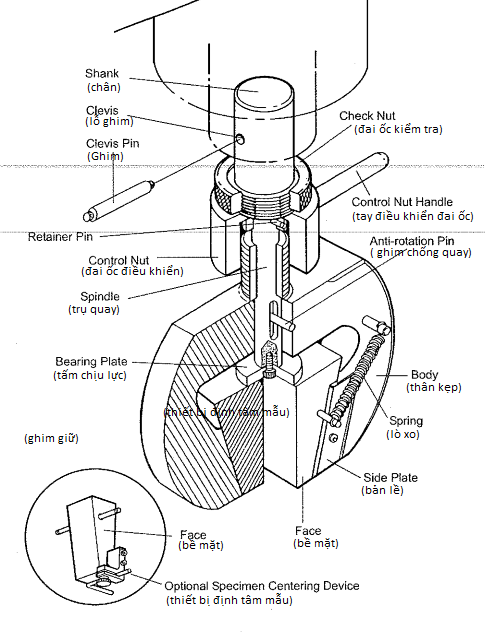 Shank
(chân)
Clevis
(lỗ ghim)
Clevis Pin
(Ghim)
Check Nut
(đai ốc kiểm tra)
Control Nut Handle
(tay điều khiển đai ốc)
Retainer Pin
Anti-rotation Pin
( ghim chống quay)
Control Nut
(đai ốc điều khiển)
Spindle
(trụ quay)
Bearing Plate
(tấm chịu lực)
Body
(thân kẹp)
(thiết bị định tâm mẫu)
Spring
(lò xo)
(ghim giữ)
Side Plate
(bản lề)
Face
(bề mặt)
Face
(bề mặt)
Optional Specimen Centering Device
(thiết bị định tâm mẫu)